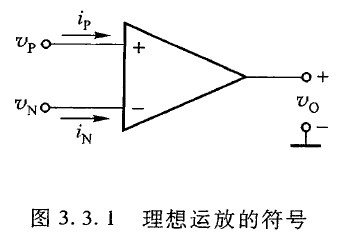 i_P
v_P
+
+
v_O
v_N
−
i_N
−
图 3.3.1 理想运放的符号